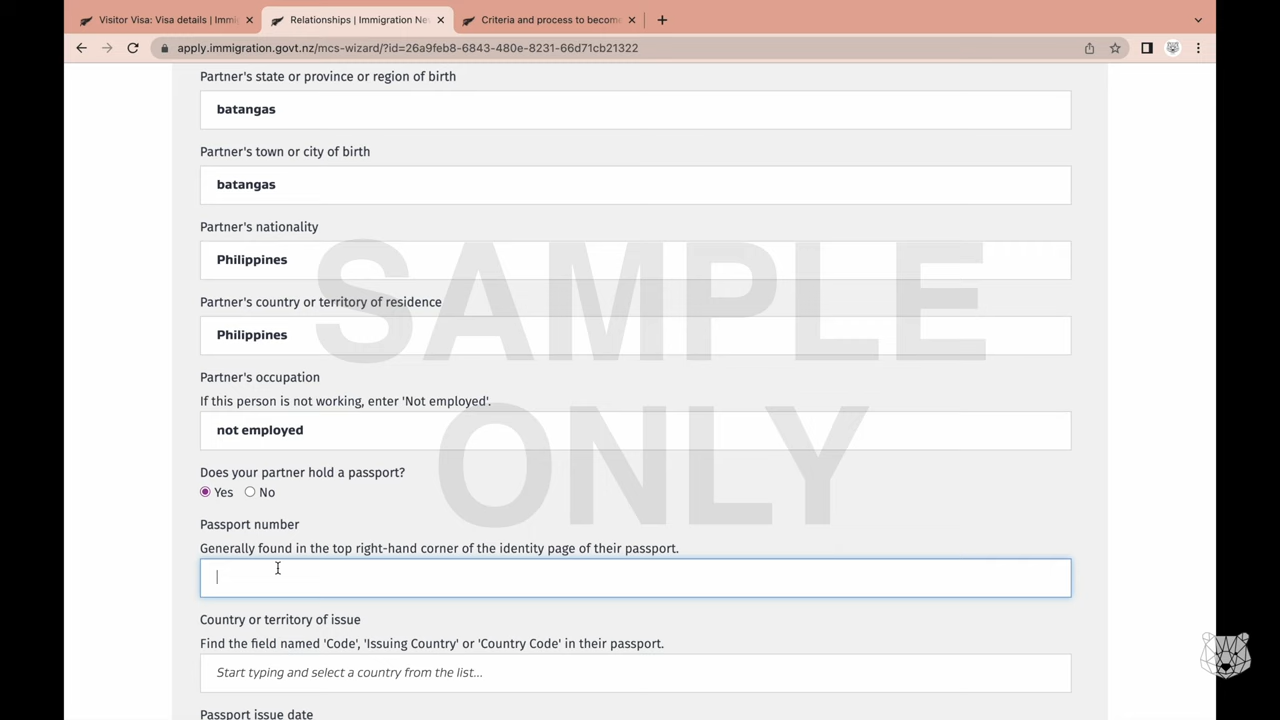 Visitor Visa: Visa details | Immi
Relationships | Immigration Ne
Criteria and process to becom
apply.immigration.govt.nz/mcs-wizard/?id=26a9feb8-6843-480e-8231-66d71cb21322
Partner's state or province or region of birth
batangas
Partner's town or city of birth
batangas
Partner's nationality
Philippines
Partner's country or territory of residence
Philippines
Partner's occupation
If this person is not working, enter 'Not employed'.
not employed
Does your partner hold a passport?
Yes No
Passport number
Generally found in the top right-hand corner of the identity page of their passport.
Country or territory of issue
Find the field named 'Code', 'Issuing Country' or 'Country Code' in their passport.
Start typing and select a country from the list...
Passport issue date
SAMPLE
ONLY